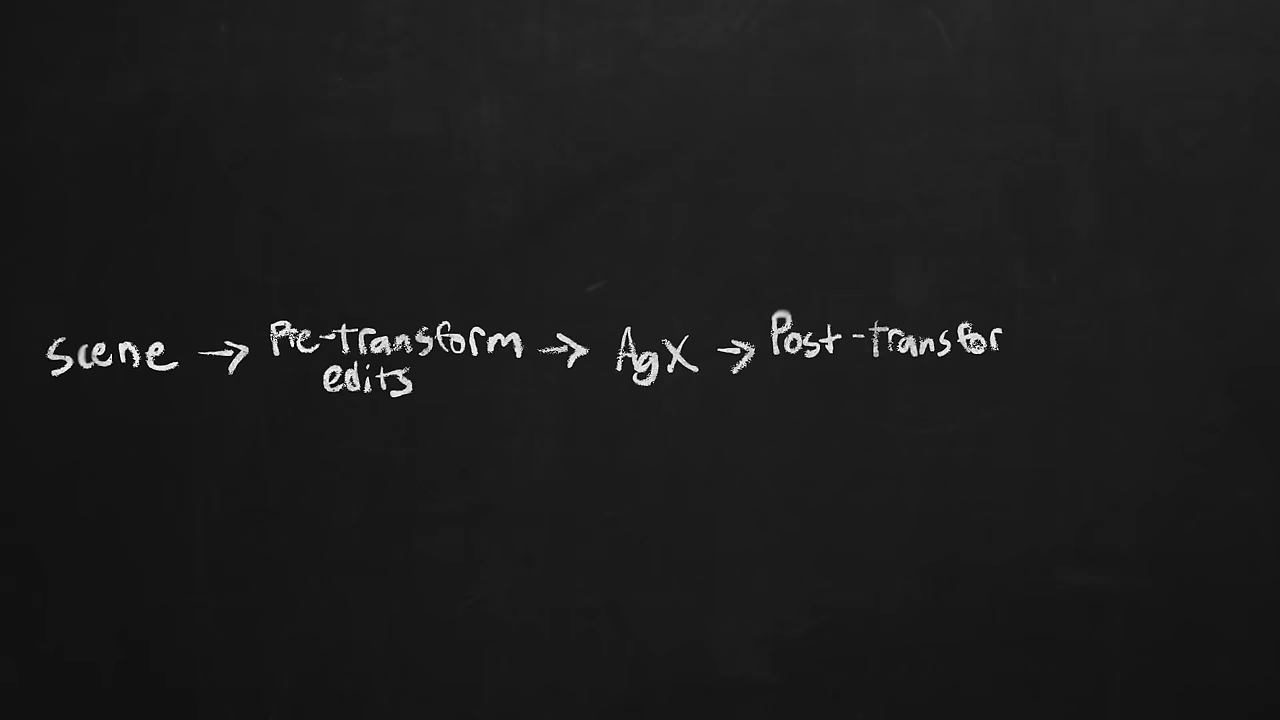 Scene → Pre-transform → AgX → Post-transfor
edits